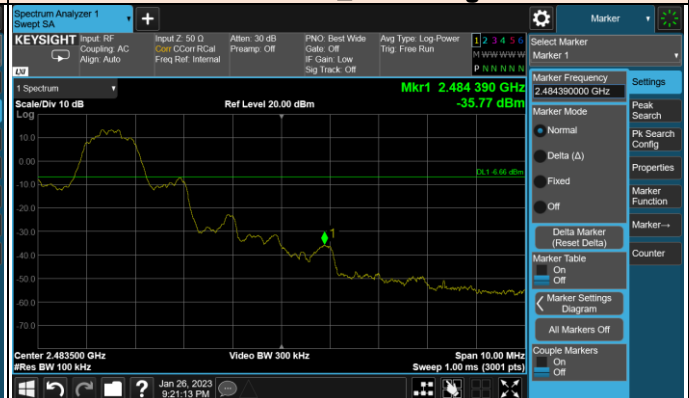 Spectrum Analyzer 1
Swept SA
+
Marker
KEYSIGHT
Input: RF
Coupling: AC
Align: Auto
Input Z: 50 Ω
Corr CCorr RCal
Freq Ref: Internal
Atten: 30 dB
Preamp: Off
PNO: Best Wide
Gate: Off
IF Gain: Low
Sig Track: Off
Avg Type: Log-Power
Trig: Free Run
1 2 3 4 5 6
M W W W W W
P N N N N N
LXI
1 Spectrum
Scale/Div 10 dB
Log
Ref Level 20.00 dBm
Mkr1 2.484 390 GHz
-35.77 dBm
10.0
0.00
-10.0
-20.0
-30.0
-40.0
-50.0
-60.0
-70.0
DL1 -6.66 dBm
1
Center 2.483500 GHz
#Res BW 100 kHz
Video BW 300 kHz
Span 10.00 MHz
Sweep 1.00 ms (3001 pts)
?
Jan 26, 2023
9:21:13 PM
Select Marker
Marker 1
Marker Frequency
2.484390000 GHz
Marker Mode
Normal
Delta (Δ)
Fixed
Off
Delta Marker
(Reset Delta)
Marker Table
On
Off
Marker Settings
Diagram
All Markers Off
Couple Markers
On
Off
Settings
Peak
Search
Pk Search
Config
Properties
Marker
Function
Marker→
Counter